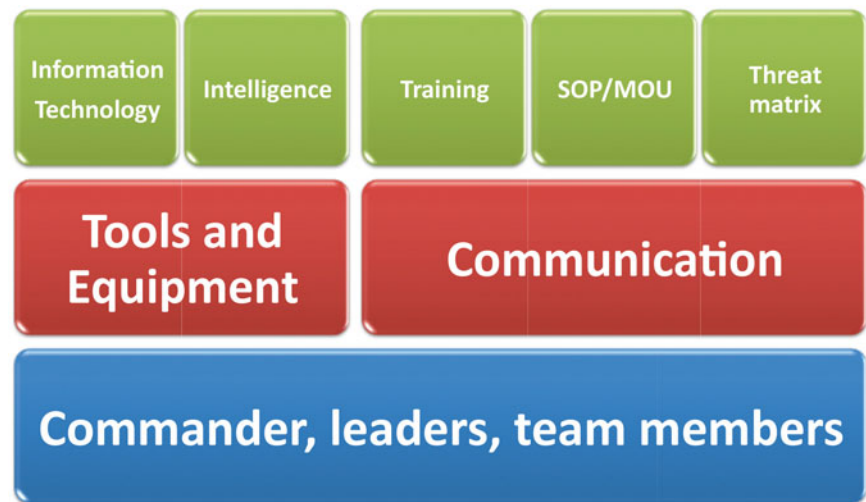 Information
Technology
Intelligence
Training
SOP/MOU
Threat
matrix
Tools and
Equipment
Communication
Commander, leaders, team members